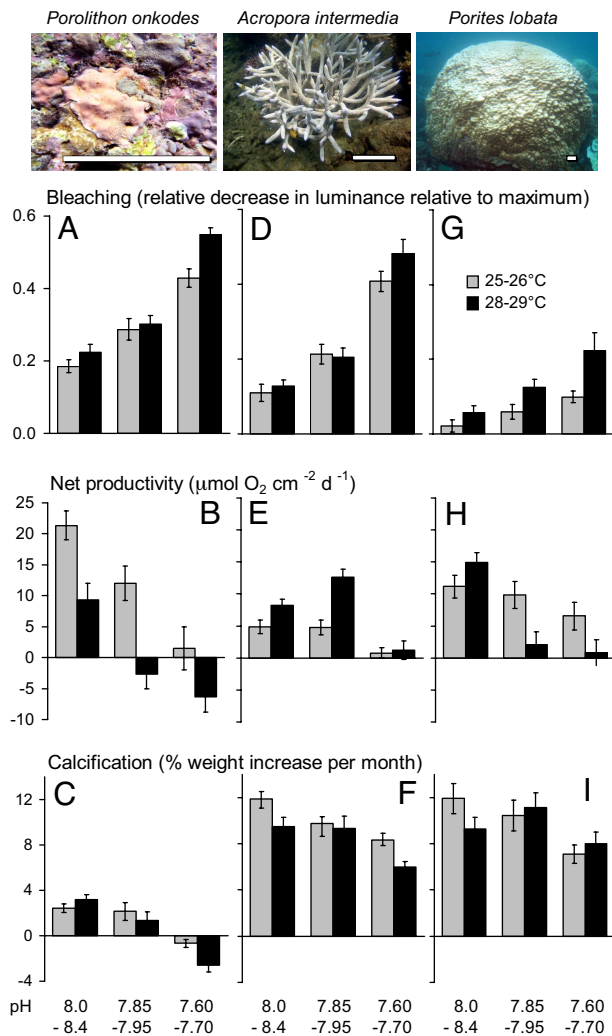 Porolithon onkodes Acropora intermedia Porites lobata
Bleaching (relative decrease in luminance relative to maximum)
A D G
0.6
0.4
0.2
0.0
25-26°C
28-29°C
Net productivity (μmol O2 cm -2 d -1)
B E H
25
20
15
10
5
0
-5
-10
Calcification (% weight increase per month)
C F I
12
8
4
0
-4
pH 8.0 7.85 7.60 8.0 7.85 7.60 8.0 7.85 7.60
- 8.4 -7.95 -7.70 - 8.4 -7.95 -7.70 - 8.4 -7.95 -7.70